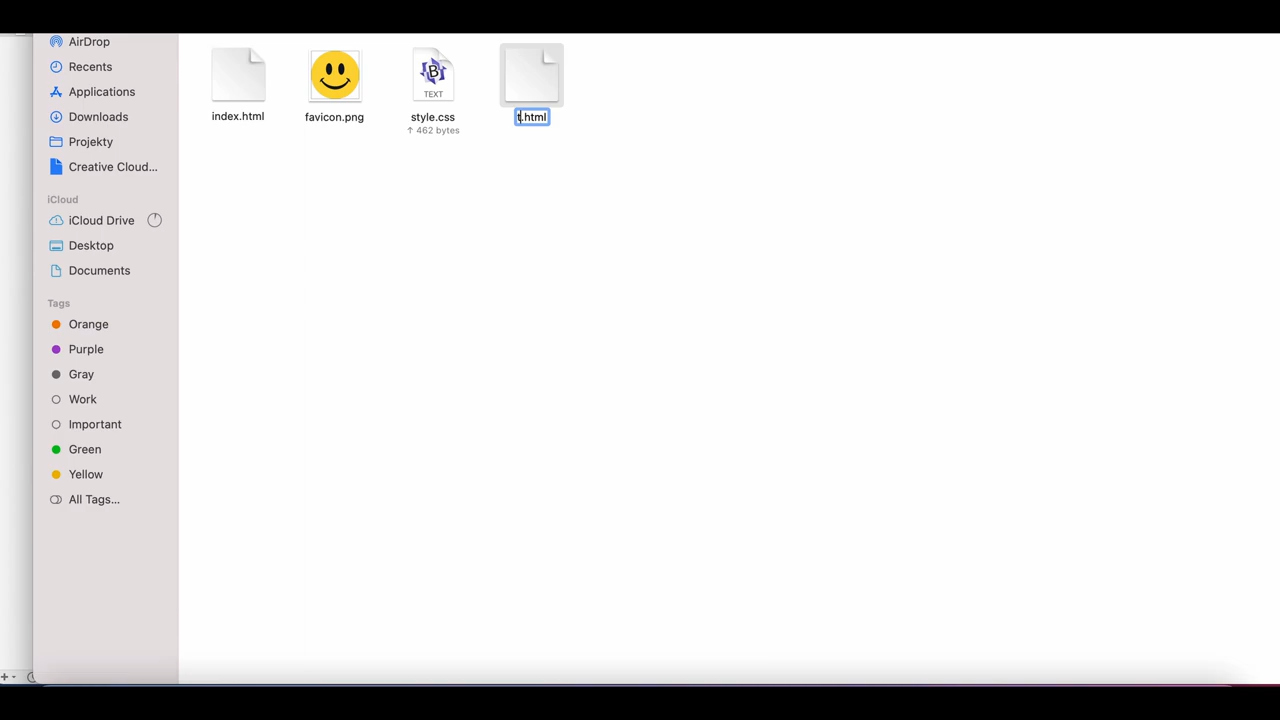 AirDrop
Recents
Applications
Downloads
Projekty
Creative Cloud...
iCloud
iCloud Drive
Desktop
Documents
Tags
Orange
Purple
Gray
Work
Important
Green
Yellow
All Tags...
index.html
favicon.png
B
TEXT
style.css
↑ 462 bytes
t.html